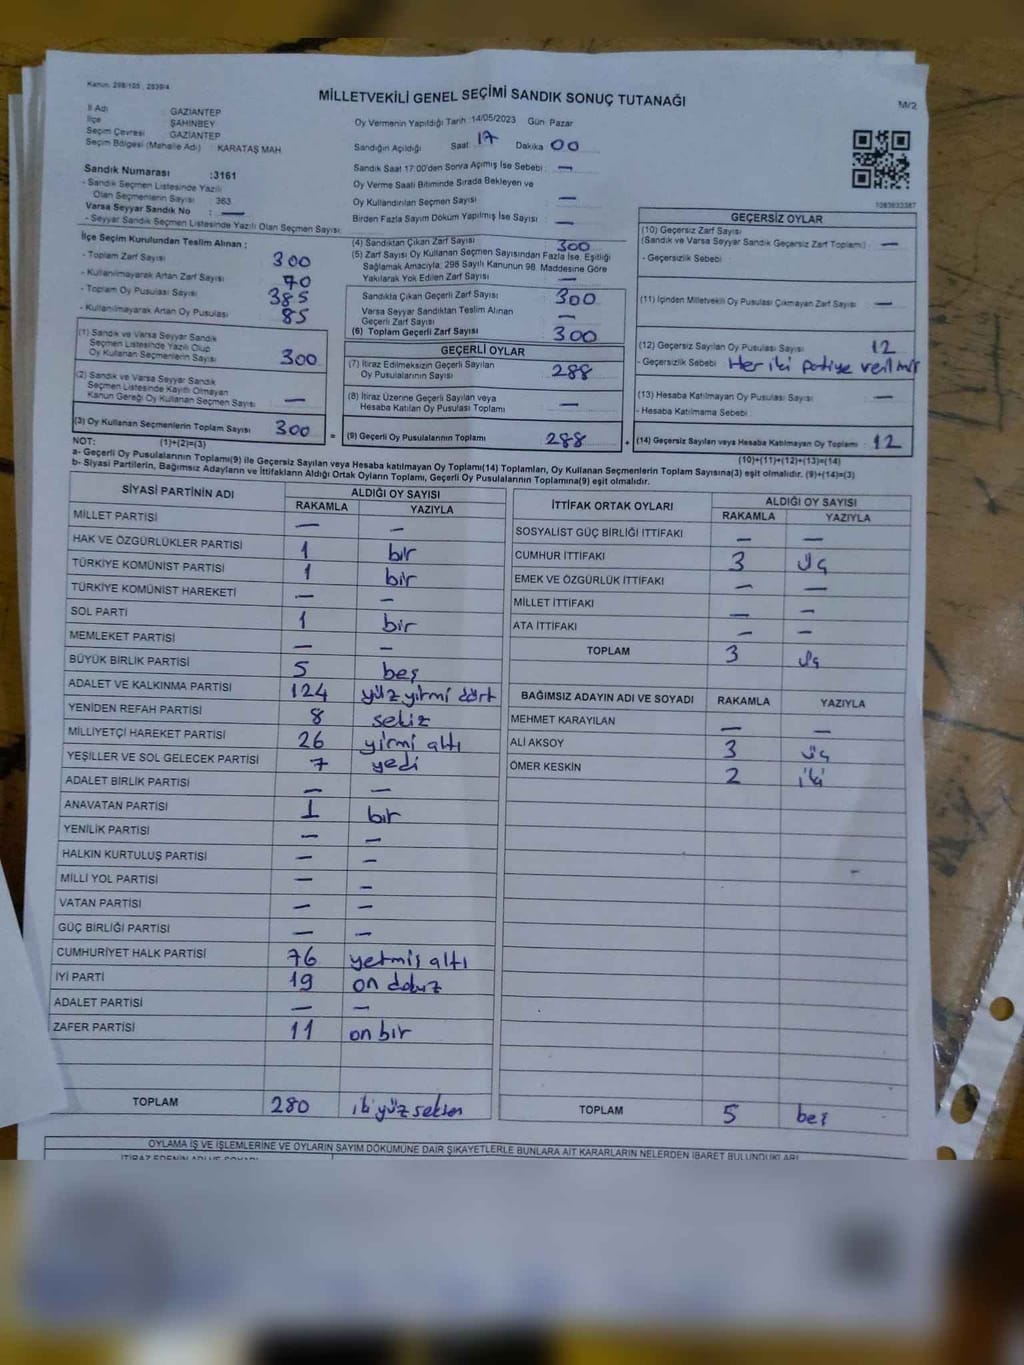 Kanun: 298/105, 2839/4
MİLLETVEKİLİ GENEL SEÇİMİ SANDIK SONUÇ TUTANAĞI
M/2
İl Adı : GAZİANTEP
İlçe : ŞAHİNBEY
Seçim Çevresi : GAZİANTEP
Seçim Bölgesi (Mahalle Adı) : KARATAŞ MAH
Sandık Numarası :3161
- Sandık Seçmen Listesinde Yazılı
Olan Seçmenlerin Sayısı : 363
Varsa Seyyar Sandık No : —
- Seyyar Sandık Seçmen Listesinde Yazılı Olan Seçmen Sayısı:
Oy Vermenin Yapıldığı Tarih :14/05/2023 Gün: Pazar
Sandığın Açıldığı Saat : 17 Dakika : 00
Sandık Saat 17:00'den Sonra Açılmış İse Sebebi : —
Oy Verme Saati Bitiminde Sırada Bekleyen ve
Oy Kullandırılan Seçmen Sayısı : —
Birden Fazla Sayım Döküm Yapılmış İse Sayısı : —
İlçe Seçim Kurulundan Teslim Alınan ;
- Toplam Zarf Sayısı : 300
- Kullanılmayarak Artan Zarf Sayısı : 70
- Toplam Oy Pusulası Sayısı : 385
- Kullanılmayarak Artan Oy Pusulası : 85
(1) Sandık ve Varsa Seyyar Sandık
Seçmen Listesinde Yazılı Olup
Oy Kullanan Seçmenlerin Sayısı : 300
(2) Sandık ve Varsa Seyyar Sandık
Seçmen Listesinde Kayıtlı Olmayan
Kanun Gereği Oy Kullanan Seçmen Sayısı : —
(3) Oy Kullanan Seçmenlerin Toplam Sayısı 300
(1)+(2)=(3)
(4) Sandıktan Çıkan Zarf Sayısı : 300
(5) Zarf Sayısı Oy Kullanan Seçmen Sayısından Fazla İse, Eşitliği
Sağlamak Amacıyla; 298 Sayılı Kanunun 98. Maddesine Göre
Yakılarak Yok Edilen Zarf Sayısı : —
Sandıkta Çıkan Geçerli Zarf Sayısı : 300
Varsa Seyyar Sandıktan Teslim Alınan
Geçerli Zarf Sayısı : —
(6) Toplam Geçerli Zarf Sayısı : 300
GEÇERLİ OYLAR
(7) İtiraz Edilmeksizin Geçerli Sayılan
Oy Pusulalarının Sayısı : 288
(8) İtiraz Üzerine Geçerli Sayılan veya
Hesaba Katılan Oy Pusulası Toplamı : —
= (9) Geçerli Oy Pusulalarının Toplamı 288
GEÇERSİZ OYLAR
(10) Geçersiz Zarf Sayısı
(Sandık ve Varsa Seyyar Sandık Geçersiz Zarf Toplamı) : —
- Geçersizlik Sebebi :
(11) İçinden Milletvekili Oy Pusulası Çıkmayan Zarf Sayısı : —
(12) Geçersiz Sayılan Oy Pusulası Sayısı : 12
- Geçersizlik Sebebi : Her iki patiye verilmiş
(13) Hesaba Katılmayan Oy Pusulası Sayısı : —
- Hesaba Katılmama Sebebi :
+ (14) Geçersiz Sayılan veya Hesaba Katılmayan Oy Toplamı : 12
(10)+(11)+(12)+(13)=(14)
NOT:
a- Geçerli Oy Pusulalarının Toplamı(9) ile Geçersiz Sayılan veya Hesaba katılmayan Oy Toplamı(14) Toplamları, Oy Kullanan Seçmenlerin Toplam Sayısına(3) eşit olmalıdır. (9)+(14)=(3)
b- Siyasi Partilerin, Bağımsız Adayların ve İttifakların Aldığı Ortak Oyların Toplamı, Geçerli Oy Pusulalarının Toplamına(9) eşit olmalıdır.
SİYASİ PARTİNİN ADI ALDIĞI OY SAYISI
RAKAMLA YAZIYLA
MİLLET PARTİSİ — —
HAK VE ÖZGÜRLÜKLER PARTİSİ 1 bir
TÜRKİYE KOMÜNİST PARTİSİ 1 bir
TÜRKİYE KOMÜNİST HAREKETİ — —
SOL PARTİ 1 bir
MEMLEKET PARTİSİ — —
BÜYÜK BİRLİK PARTİSİ 5 beş
ADALET VE KALKINMA PARTİSİ 124 yüz yirmi dört
YENİDEN REFAH PARTİSİ 8 sekiz
MİLLİYETÇİ HAREKET PARTİSİ 26 yirmi altı
YEŞİLLER VE SOL GELECEK PARTİSİ 7 yedi
ADALET BİRLİK PARTİSİ — —
ANAVATAN PARTİSİ 1 bir
YENİLİK PARTİSİ — —
HALKIN KURTULUŞ PARTİSİ — —
MİLLİ YOL PARTİSİ — —
VATAN PARTİSİ — —
GÜÇ BİRLİĞİ PARTİSİ — —
CUMHURİYET HALK PARTİSİ 76 yetmiş altı
İYİ PARTİ 19 on dokuz
ADALET PARTİSİ — —
ZAFER PARTİSİ 11 on bir
TOPLAM 280 iki yüz seksen
İTTİFAK ORTAK OYLARI ALDIĞI OY SAYISI
RAKAMLA YAZIYLA
SOSYALİST GÜÇ BİRLİĞİ İTTİFAKI — —
CUMHUR İTTİFAKI 3 üç
EMEK VE ÖZGÜRLÜK İTTİFAKI — —
MİLLET İTTİFAKI — —
ATA İTTİFAKI — —
TOPLAM 3 üç
BAĞIMSIZ ADAYIN ADI VE SOYADI RAKAMLA YAZIYLA
MEHMET KARAYILAN — —
ALİ AKSOY 3 üç
ÖMER KESKİN 2 iki
TOPLAM 5 beş
OYLAMA İŞ VE İŞLEMLERİNE VE OYLARIN SAYIM DÖKÜMÜNE DAİR ŞİKAYETLERLE BUNLARA AİT KARARLARIN NELERDEN İBARET BULUNDUKLARI